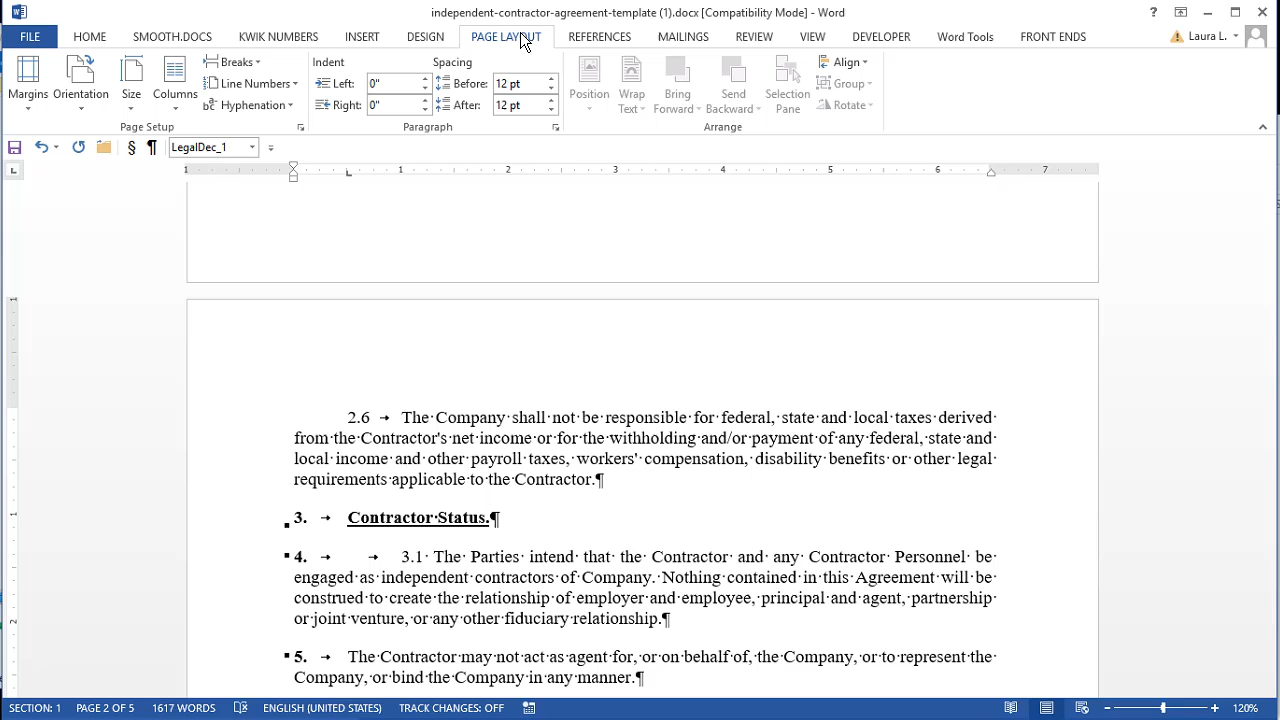 independent-contractor-agreement-template (1).docx [Compatibility Mode] - Word
?
FILE HOME SMOOTH.DOCS KWIK NUMBERS INSERT DESIGN PAGE LAYOUT REFERENCES MAILINGS REVIEW VIEW DEVELOPER Word Tools FRONT ENDS Laura L.
Margins Orientation Size Columns
Breaks
Line Numbers
Hyphenation
Page Setup
Indent Spacing
Left: 0" Before: 12 pt
Right: 0" After: 12 pt
Paragraph
Position Wrap Text Bring Forward Send Backward Selection Pane
Align
Group
Rotate
Arrange
§ ¶ LegalDec_1
L
1 1 2 3 4 5 6 7
1
1
2
2.6 → The·Company·shall·not·be·responsible·for·federal,·state·and·local·taxes·derived·
from·the·Contractor's·net·income·or·for·the·withholding·and/or·payment·of·any·federal,·state·and·
local·income·and·other·payroll·taxes,·workers'·compensation,·disability·benefits·or·other·legal·
requirements·applicable·to·the·Contractor.¶
3. → Contractor·Status.¶
4. → → 3.1· The·Parties·intend·that·the·Contractor·and·any·Contractor·Personnel·be·
engaged·as·independent·contractors·of·Company.·Nothing·contained·in·this·Agreement·will·be·
construed·to·create·the·relationship·of·employer·and·employee,·principal·and·agent,·partnership·
or·joint·venture,·or·any·other·fiduciary·relationship.¶
5. → The·Contractor·may·not·act·as·agent·for,·or·on·behalf·of,·the·Company,·or·to·represent·the·
Company,·or·bind·the·Company·in·any·manner.¶
SECTION: 1 PAGE 2 OF 5 1617 WORDS ENGLISH (UNITED STATES) TRACK CHANGES: OFF 120%